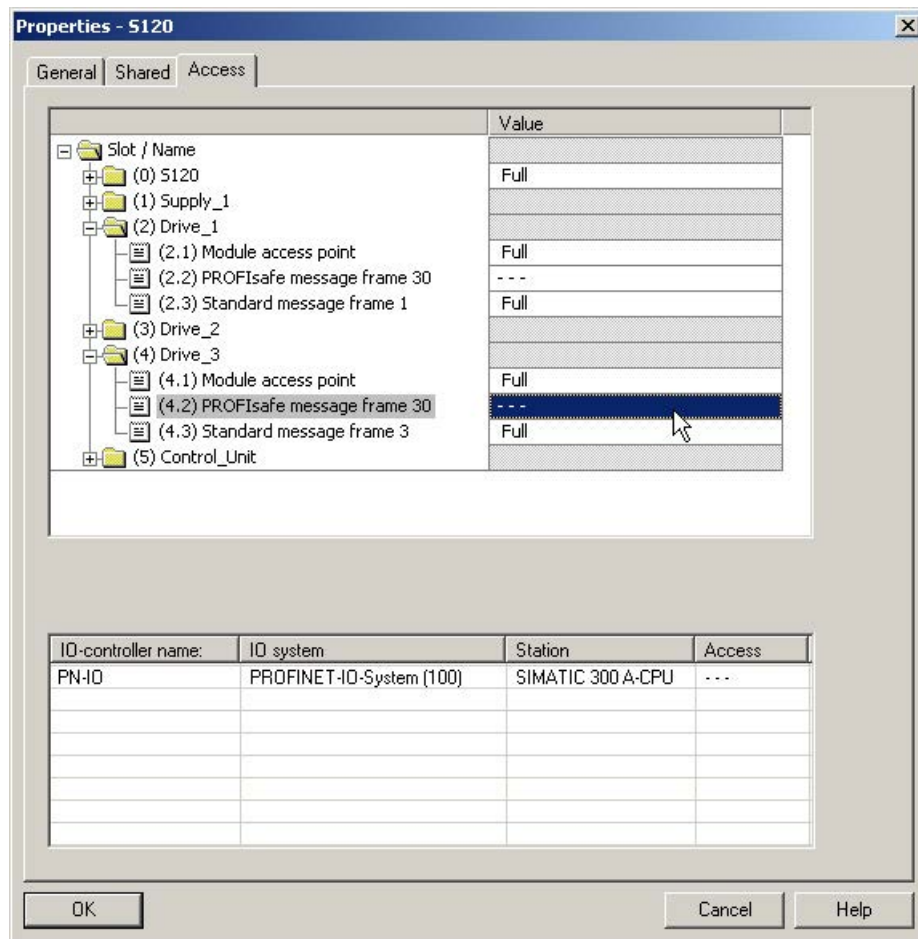 Properties - S120
General Shared Access
Value
Slot / Name
(0) S120 Full
(1) Supply_1
(2) Drive_1
(2.1) Module access point Full
(2.2) PROFIsafe message frame 30 - - -
(2.3) Standard message frame 1 Full
(3) Drive_2
(4) Drive_3
(4.1) Module access point Full
(4.2) PROFIsafe message frame 30 - - -
(4.3) Standard message frame 3 Full
(5) Control_Unit
IO-controller name: IO system Station Access
PN-IO PROFINET-IO-System (100) SIMATIC 300 A-CPU - - -
OK Cancel Help